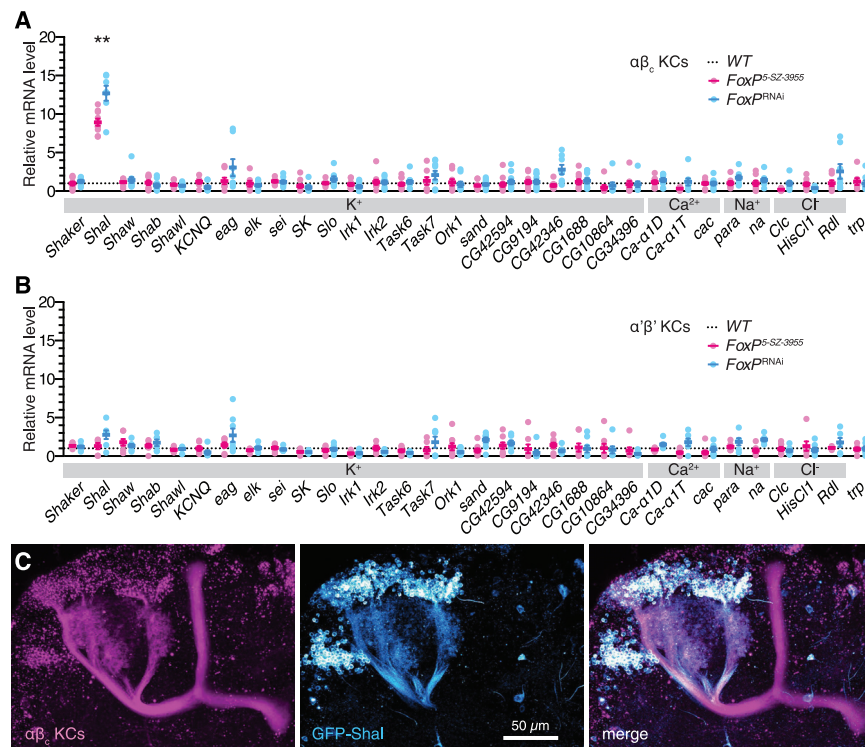 A
Relative mRNA level
20
15
10
5
0
**
αβc KCs
WT
FoxP5-SZ-3955
FoxPRNAi
K+ Ca2+ Na+ Cl-
Shaker Shal Shaw Shab Shawl KCNQ eag elk sei SK Slo Irk1 Irk2 Task6 Task7 Ork1 sand CG42594 CG9194 CG42346 CG1688 CG10864 CG34396 Ca-α1D Ca-α1T cac para na Clc HisCl1 Rdl trp
B
Relative mRNA level
20
15
10
5
0
α'β' KCs
WT
FoxP5-SZ-3955
FoxPRNAi
K+ Ca2+ Na+ Cl-
Shaker Shal Shaw Shab Shawl KCNQ eag elk sei SK Slo Irk1 Irk2 Task6 Task7 Ork1 sand CG42594 CG9194 CG42346 CG1688 CG10864 CG34396 Ca-α1D Ca-α1T cac para na Clc HisCl1 Rdl trp
C
αβc KCs
GFP-Shal
50 µm
merge